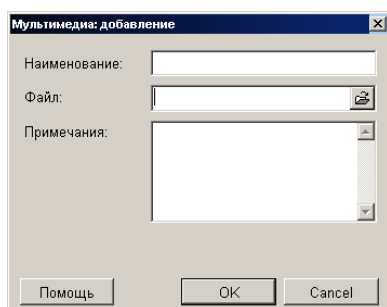 Мультимедиа: добавление
Наименование:
Файл:
Примечания:
Помощь OK Cancel